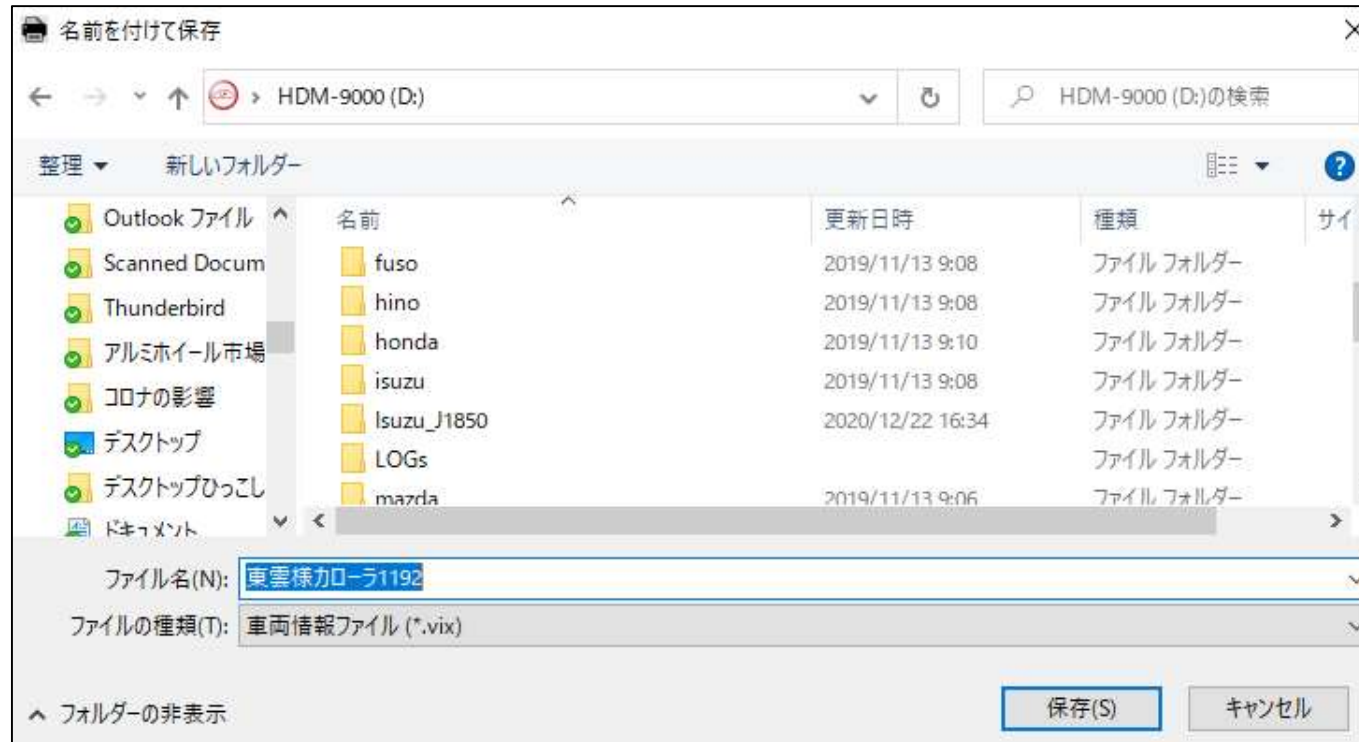 名前を付けて保存
HDM-9000 (D:)
HDM-9000 (D:)の検索
整理
新しいフォルダー
名前 更新日時 種類 サイ
Outlook ファイル
Scanned Docum
Thunderbird
アルミホイール市場
コロナの影響
デスクトップ
デスクトップひっこし
ドキュメント
fuso 2019/11/13 9:08 ファイル フォルダー
hino 2019/11/13 9:08 ファイル フォルダー
honda 2019/11/13 9:10 ファイル フォルダー
isuzu 2019/11/13 9:08 ファイル フォルダー
Isuzu_J1850 2020/12/22 16:34 ファイル フォルダー
LOGs ファイル フォルダー
mazda 2019/11/13 9:06 ファイル フォルダー
ファイル名(N): 東雲様カローラ1192
ファイルの種類(T): 車両情報ファイル (*.vix)
フォルダーの非表示
保存(S) キャンセル